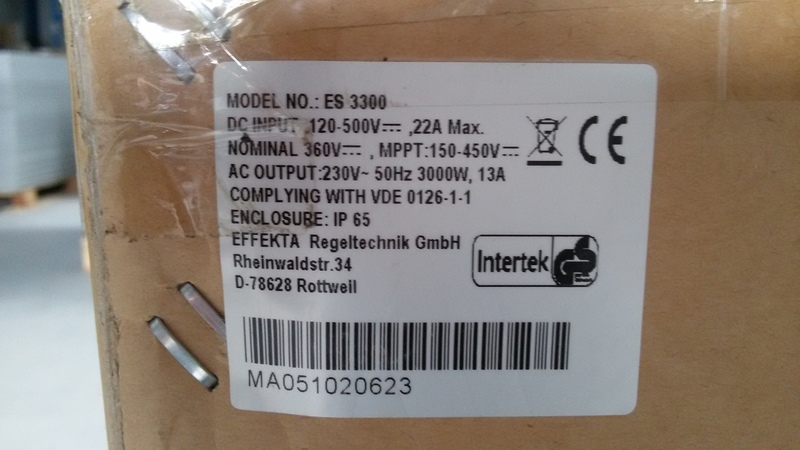 MODEL NO.: ES 3300
DC INPUT ,120-500V⎓ ,22A Max.
NOMINAL 360V⎓ , MPPT:150-450V⎓
AC OUTPUT:230V~ 50Hz 3000W, 13A
COMPLYING WITH VDE 0126-1-1
ENCLOSURE: IP 65
EFFEKTA Regeltechnik GmbH
Rheinwaldstr.34
D-78628 Rottweil
CE
Intertek
MA051020623